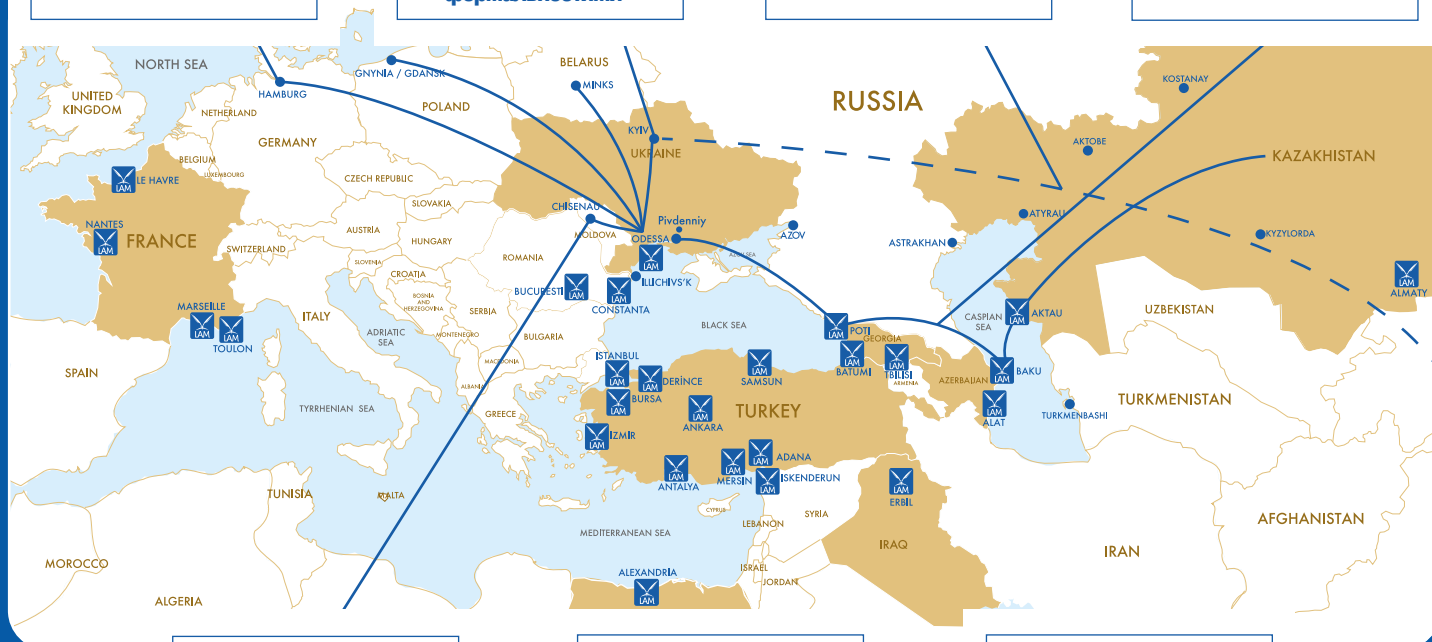 NORTH SEA
UNITED
KINGDOM
NETHERLAND
HAMBURG
GNYNIA / GDANSK
POLAND
BELARUS
MINKS
RUSSIA
KOSTANAY
GERMANY
BELGIUM
LUXEMBOURG
LAM
LE HAVRE
CZECH REPUBLIC
SLOVAKIA
KYIV
UKRAINE
AKTOBE
KAZAKHISTAN
NANTES
LAM
FRANCE
SWITZERLAND
AUSTRIA
HUNGARY
SLOVENIA
CROATIA
BOSNIA
AND
HERZEGOVINA
ROMANIA
CHISENAU
MOLDOVA
ODESSA
LAM
Pivdenniy
AZOV
AZOV SEA
ILLICHIVS'K
ATYRAU
ASTRAKHAN
KYZYLORDA
LAM
ALMATY
MARSEILLE
LAM
LAM
TOULON
ITALY
ADRIATIC
SEA
SERBIA
MONTENEGRO
BULGARIA
MACEDONIA
BUCURESTI
LAM
LAM
CONSTANTA
BLACK SEA
LAM
POTI
GEORGIA
LAM
BATUMI
LAM
TBILISI
ARMENIA
CASPIAN
SEA
LAM
AKTAU
UZBEKISTAN
SPAIN
TYRRHENIAN SEA
ALBANIA
GREECE
ISTANBUL
LAM
LAM
DERİNCE
LAM
BURSA
LAM
SAMSUN
LAM
ANKARA
TURKEY
AZERBAIJAN
LAM
BAKU
LAM
ALAT
TURKMENBASHI
TURKMENISTAN
LAM
İZMİR
LAM
ANTALYA
LAM
MERSIN
LAM
ADANA
LAM
ISKENDERUN
LAM
ERBIL
TUNISIA
MALTA
CYPRUS
LEBANON
SYRIA
MEDITERRANEAN SEA
ISRAEL
JORDAN
IRAQ
IRAN
AFGHANISTAN
MOROCCO
ALGERIA
ALEXANDRIA
LAM